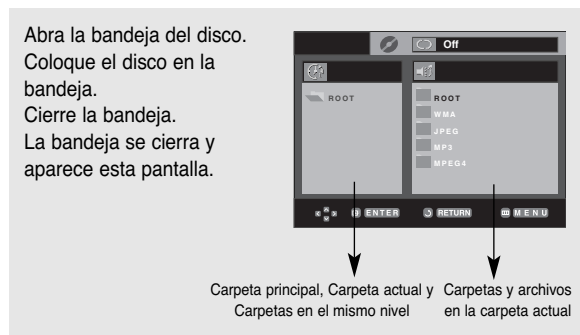 Abra la bandeja del disco.
Coloque el disco en la
bandeja.
Cierre la bandeja.
La bandeja se cierra y
aparece esta pantalla.
Off
ROOT
ROOT
WMA
JPEG
MP3
MPEG4
ENTER
RETURN
MENU
Carpeta principal, Carpeta actual y
Carpetas en el mismo nivel
Carpetas y archivos
en la carpeta actual